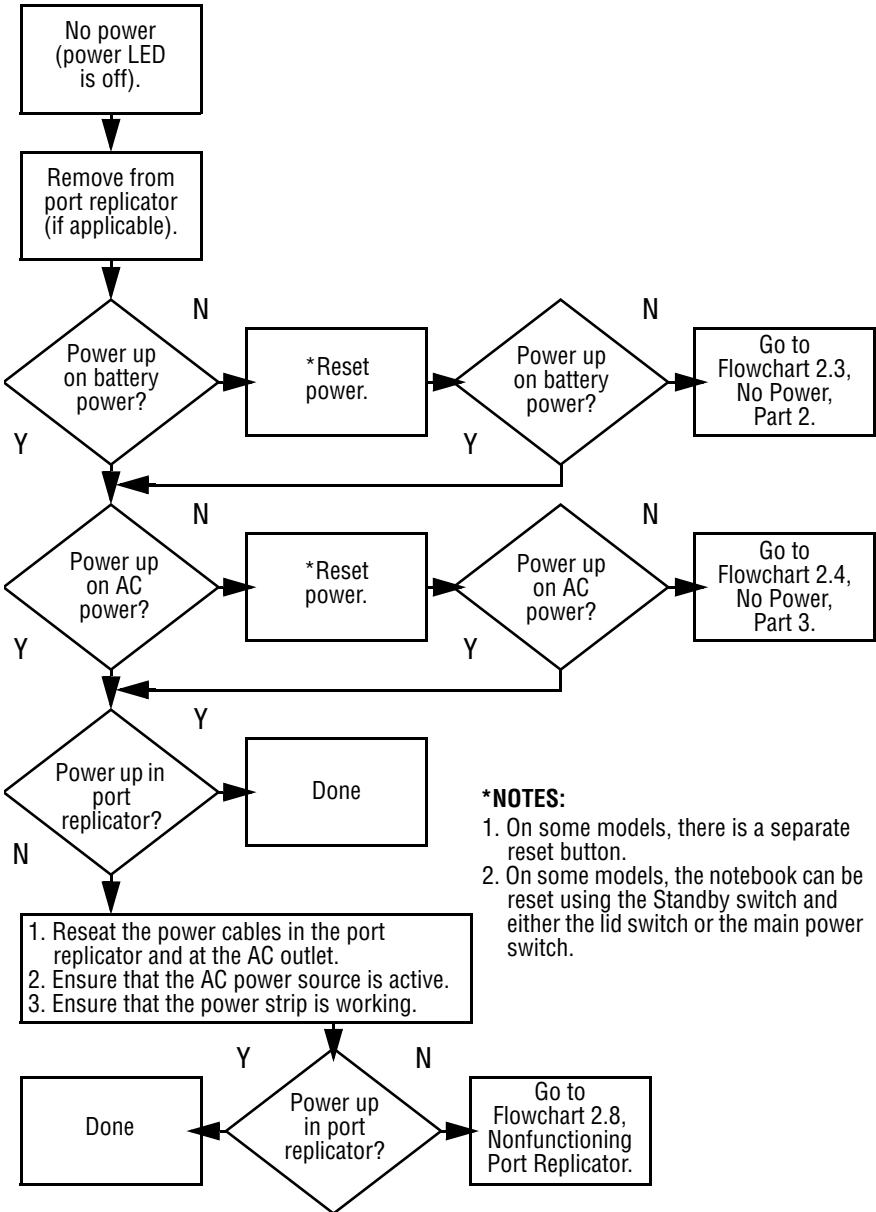 No power
(power LED
is off).
Remove from
port replicator
(if applicable).
N
N
Power up
on battery
power?
*Reset
power.
Power up
on battery
power?
Go to
Flowchart 2.3,
No Power,
Part 2.
Y
Y
N
N
Power up
on AC
power?
*Reset
power.
Power up
on AC
power?
Go to
Flowchart 2.4,
No Power,
Part 3.
Y
Y
Y
Power up in
port
replicator?
Done
N
*NOTES:
1. On some models, there is a separate
reset button.
2. On some models, the notebook can be
reset using the Standby switch and
either the lid switch or the main power
switch.
1. Reseat the power cables in the port
replicator and at the AC outlet.
2. Ensure that the AC power source is active.
3. Ensure that the power strip is working.
Y
N
Done
Power up
in port
replicator?
Go to
Flowchart 2.8,
Nonfunctioning
Port Replicator.